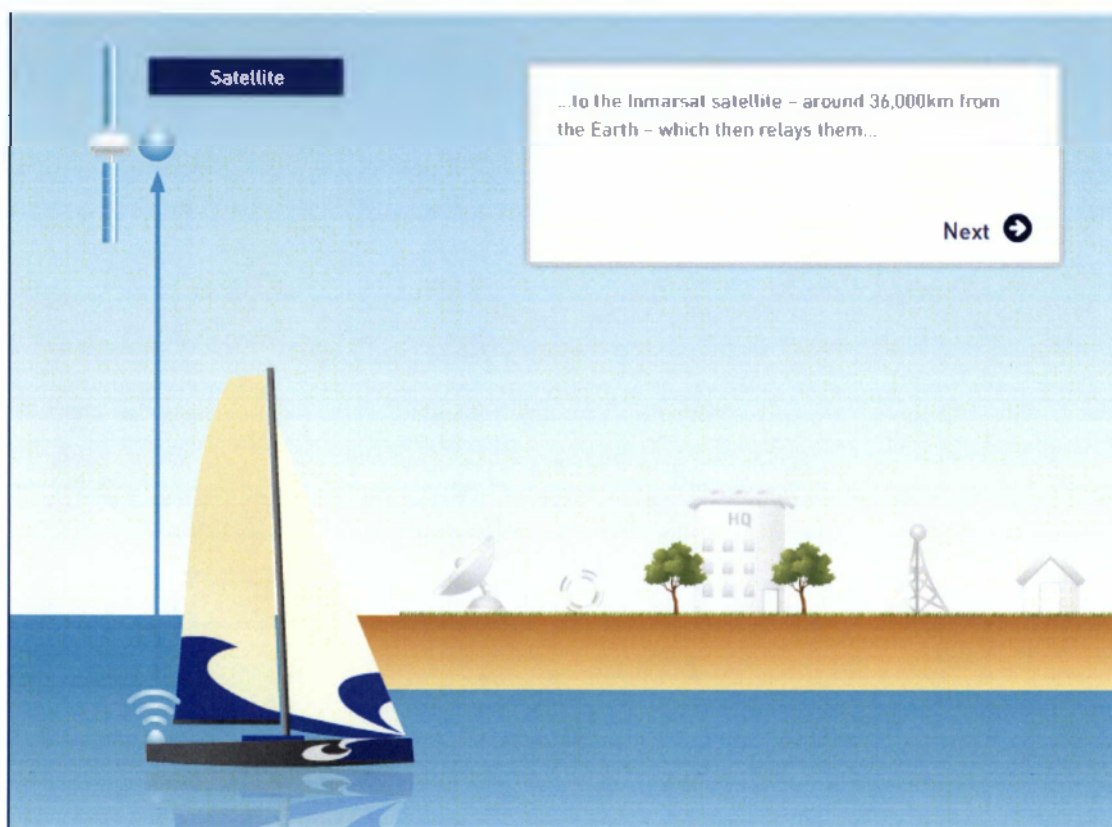 Satellite
...to the Inmarsat satellite – around 36,000km from
the Earth – which then relays them...
Next
HQ